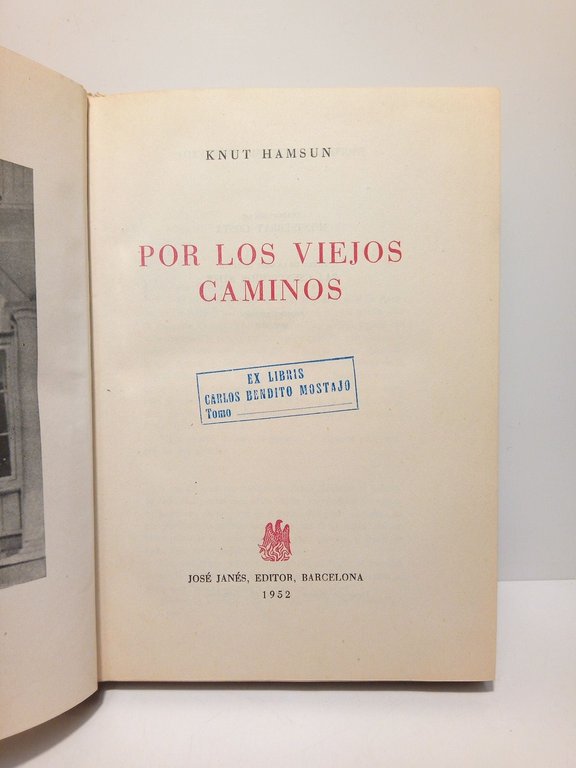 KNUT HAMSUN
POR LOS VIEJOS
CAMINOS
EX LIBRIS
CARLOS BENDITO MOSTAJO
Tomo
JOSÉ JANÉS, EDITOR, BARCELONA
1952